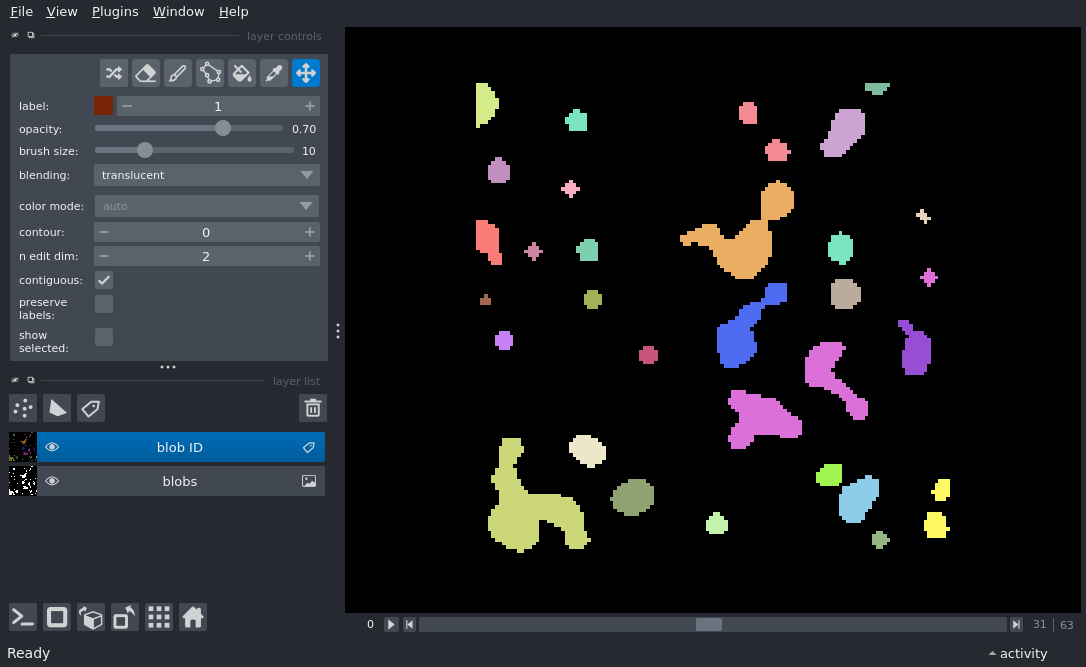 File View Plugins Window Help
layer controls
label: 1
opacity: 0.70
brush size: 10
blending: translucent
color mode: auto
contour: 0
n edit dim: 2
contiguous:
preserve
labels:
show
selected:
layer list
blob ID
blobs
0 31 63
Ready activity